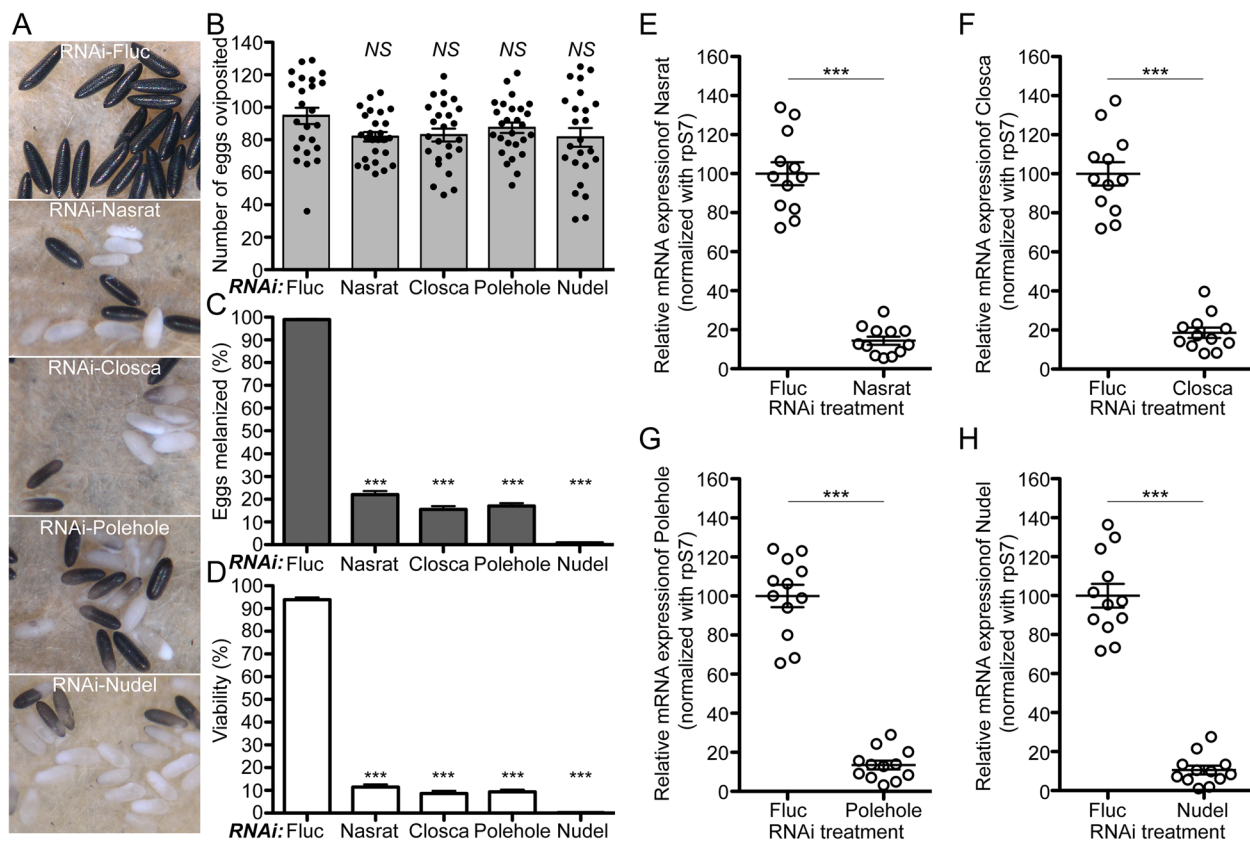 A
RNAi-Fluc
RNAi-Nasrat
RNAi-Closca
RNAi-Polehole
RNAi-Nudel
B
Number of eggs oviposited
140
120
100
80
60
40
20
0
NS NS NS NS
RNAi: Fluc Nasrat Closca Polehole Nudel
C
Eggs melanized (%)
100
90
80
70
60
50
40
30
20
10
0
*** *** *** ***
RNAi: Fluc Nasrat Closca Polehole Nudel
D
Viability (%)
100
90
80
70
60
50
40
30
20
10
0
*** *** *** ***
RNAi: Fluc Nasrat Closca Polehole Nudel
E
Relative mRNA expressionof Nasrat
(normalized with rpS7)
160
140
120
100
80
60
40
20
0
***
Fluc Nasrat
RNAi treatment
F
Relative mRNA expressionof Closca
(normalized with rpS7)
160
140
120
100
80
60
40
20
0
***
Fluc Closca
RNAi treatment
G
Relative mRNA expressionof Polehole
(normalized with rpS7)
160
140
120
100
80
60
40
20
0
***
Fluc Polehole
RNAi treatment
H
Relative mRNA expressionof Nudel
(normalized with rpS7)
160
140
120
100
80
60
40
20
0
***
Fluc Nudel
RNAi treatment